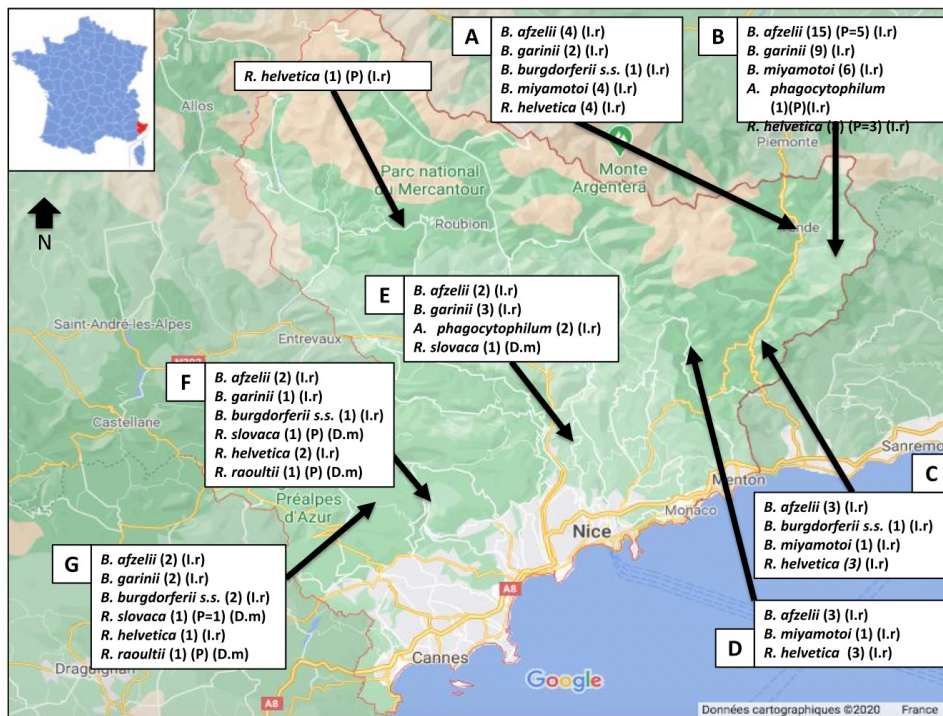 A
B. afzelii (4) (I.r)
B. garinii (2) (I.r)
B. burgdorferii s.s. (1) (I.r)
B. miyamotoi (4) (I.r)
R. helvetica (4) (I.r)
B
B. afzelii (15) (P=5) (I.r)
B. garinii (9) (I.r)
B. miyamotoi (6) (I.r)
A. phagocytophilum
(1)(P)(I.r)
R. helvetica (P=3) (I.r)
Piemonte
R. helvetica (1) (P) (I.r)
Allos
Parc national
du Mercantour
Monte
Argentera
Roubion
N
E
B. afzelii (2) (I.r)
B. garinii (3) (I.r)
A. phagocytophilum (2) (I.r)
R. slovaca (1) (D.m)
Saint-André-les-Alpes
Entrevaux
F
B. afzelii (2) (I.r)
B. garinii (1) (I.r)
B. burgdorferii s.s. (1) (I.r)
R. slovaca (1) (P) (D.m)
R. helvetica (2) (I.r)
R. raoultii (1) (P) (D.m)
Castellane
Sanremo
Menton
Monaco
Préalpes
d'Azur
Nice
C
B. afzelii (3) (I.r)
B. burgdorferii s.s. (1) (I.r)
B. miyamotoi (1) (I.r)
R. helvetica (3) (I.r)
G
B. afzelii (2) (I.r)
B. garinii (2) (I.r)
B. burgdorferii s.s. (2) (I.r)
R. slovaca (1) (P=1) (D.m)
R. helvetica (1) (I.r)
R. raoultii (1) (P) (D.m)
A8
D
B. afzelii (3) (I.r)
B. miyamotoi (1) (I.r)
R. helvetica (3) (I.r)
Cannes
Draguignan
A8
Google
Données cartographiques ©2020 France